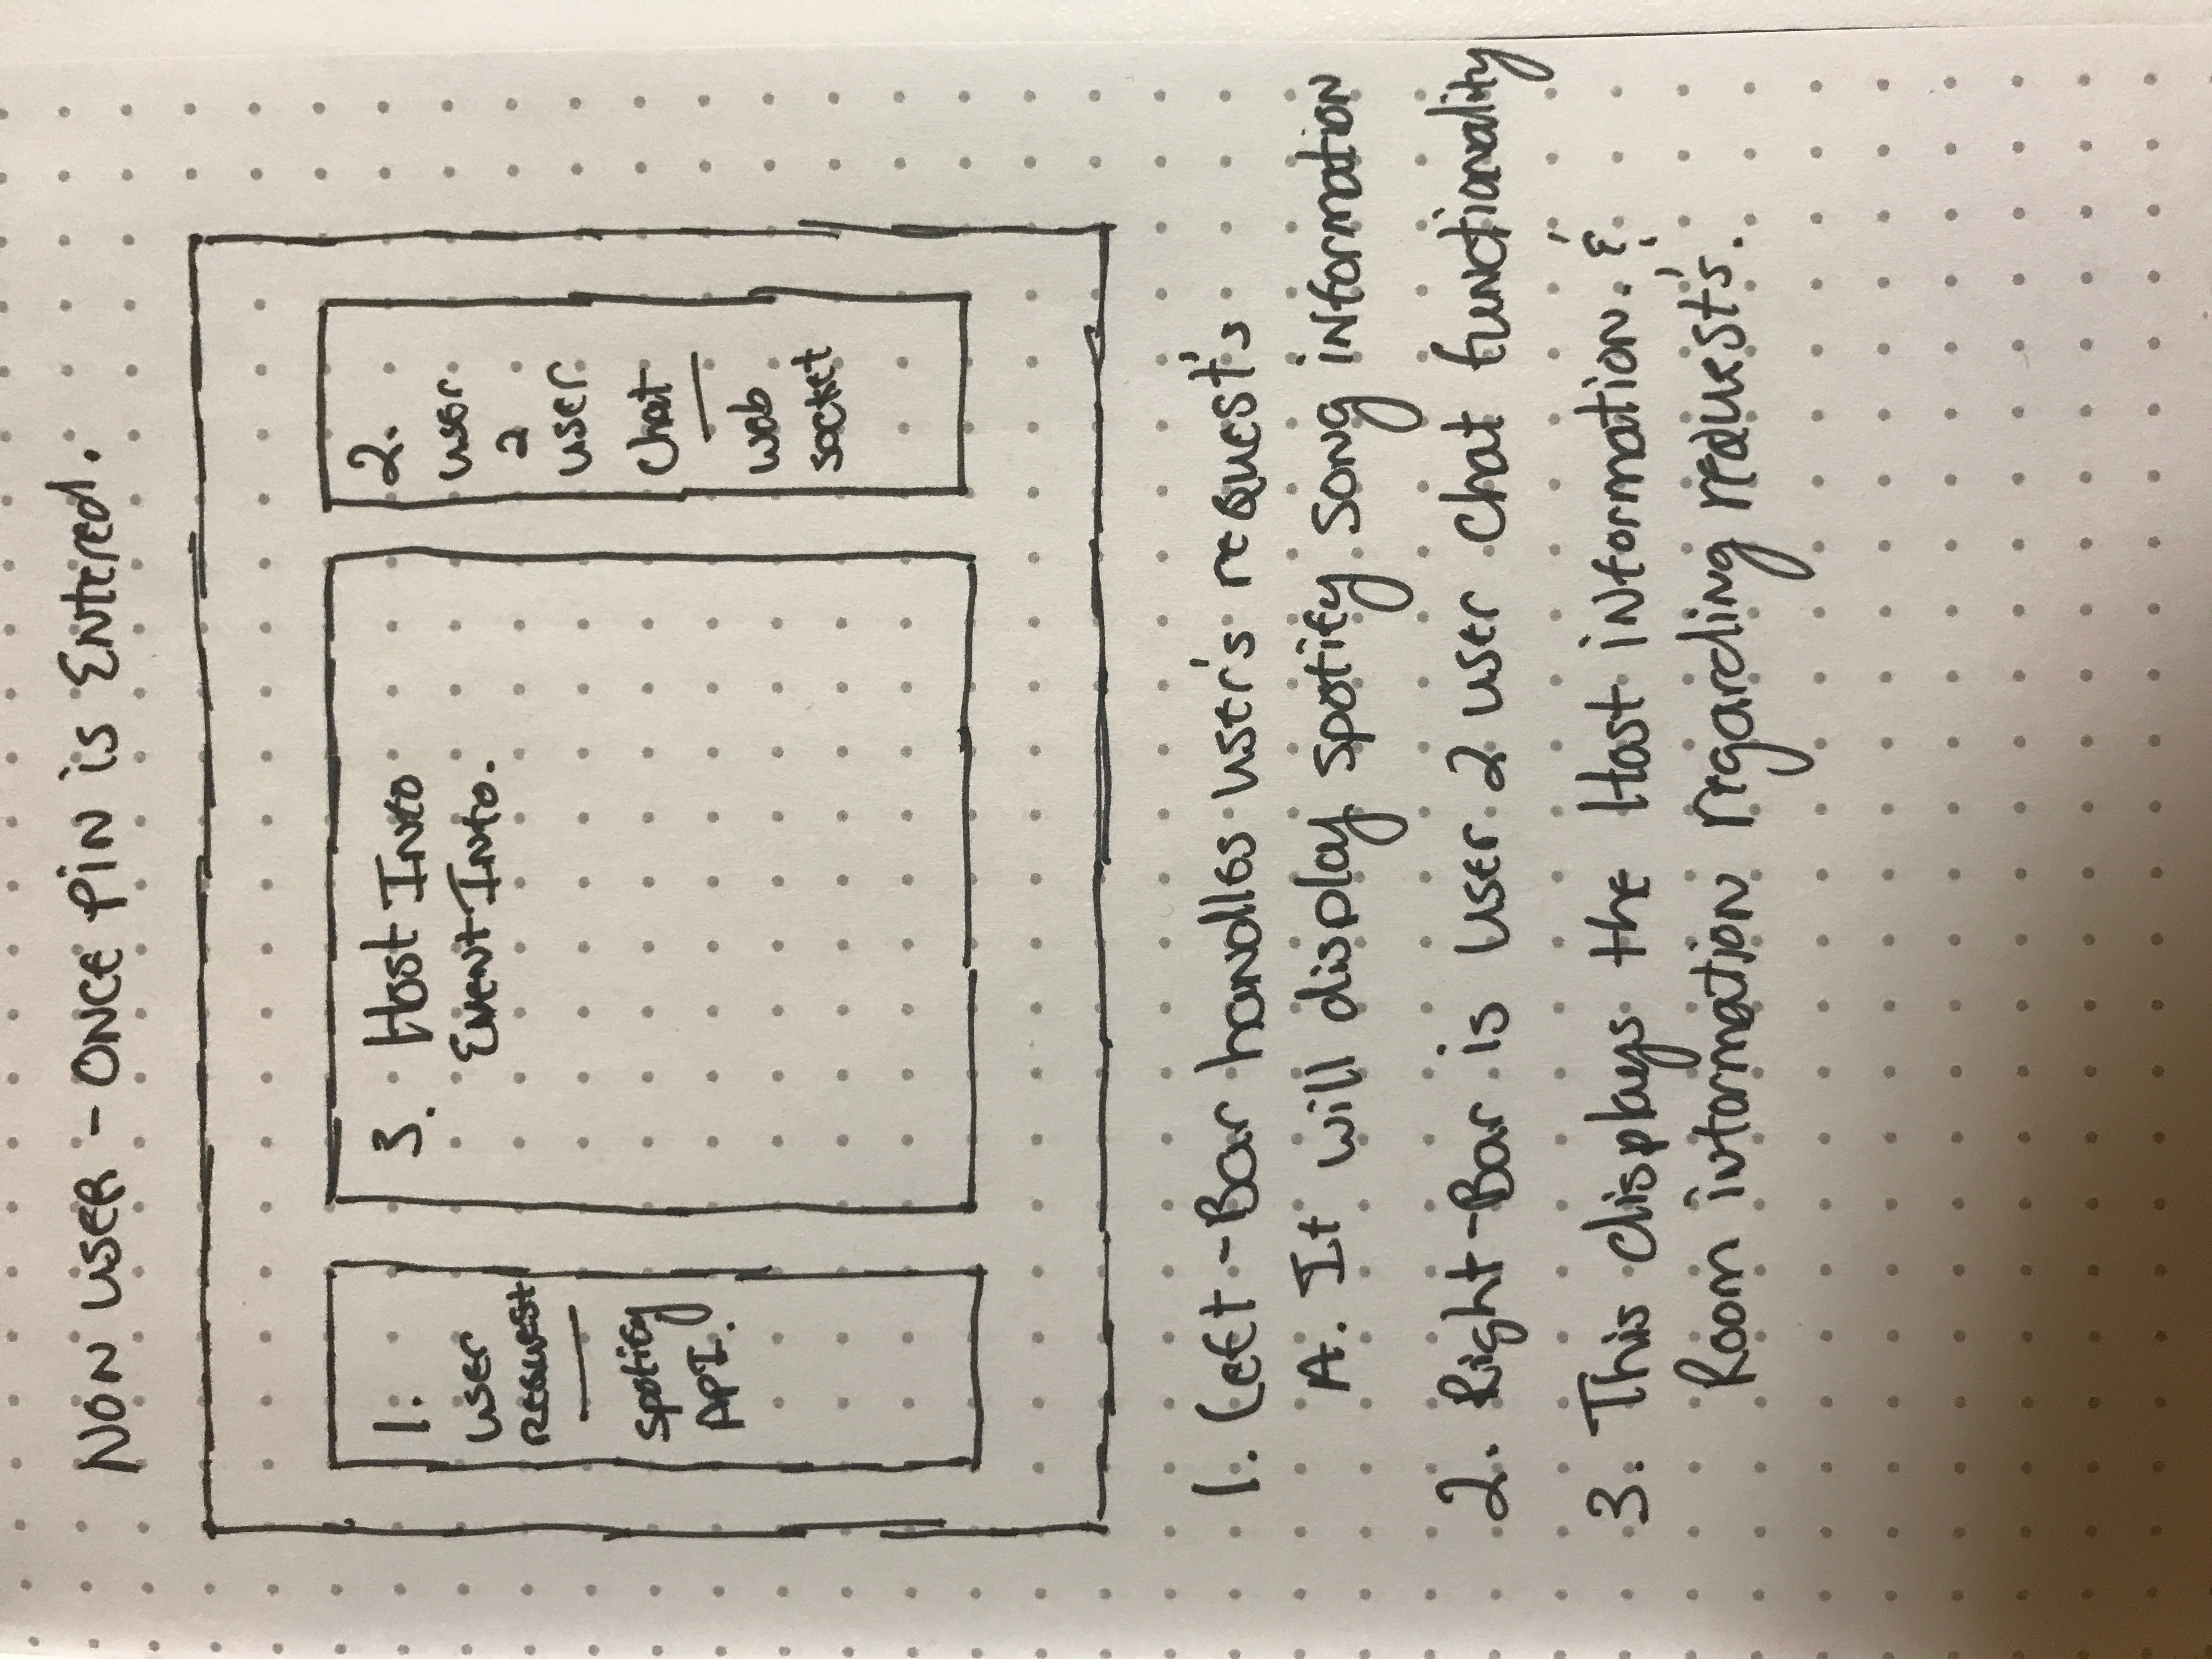 NON USER - ONCE PIN is Entered.
1.
user
REQUEST
Spotify
API.
3. Host Info
Event Info.
2.
user
2
user
Chat
web
socket
1. Left-Bar handles user's request's
A. It will display spotify song information
2. Right-Bar is user 2 user chat functionality
3. This displays the Host information &
Room information regarding request's.